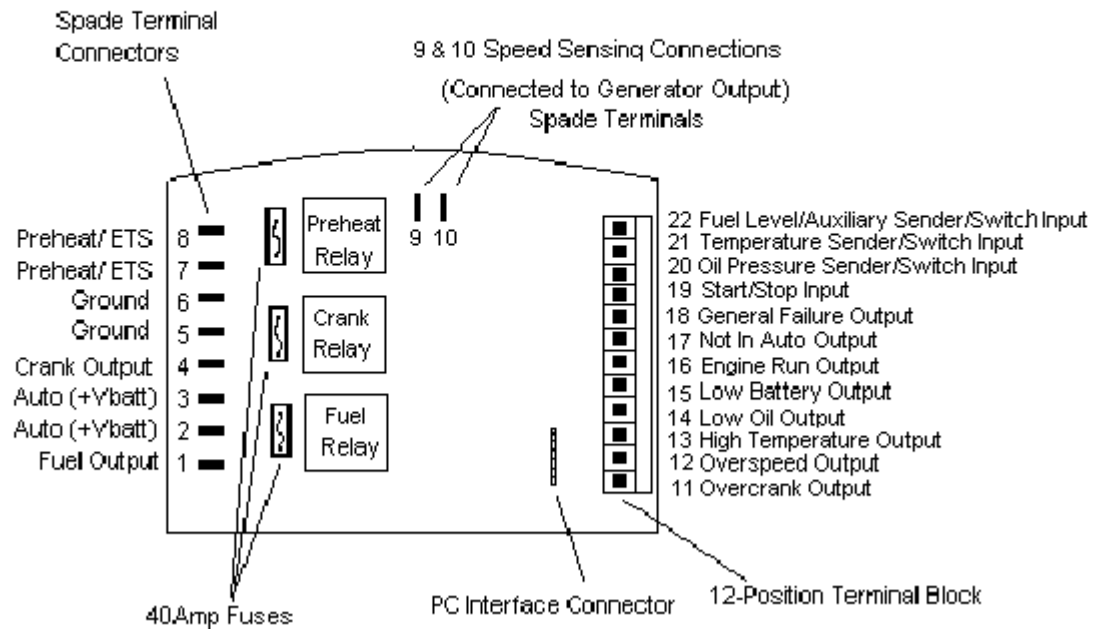 Spade Terminal
Connectors
9 & 10 Speed Sensing Connections
(Connected to Generator Output)
Spade Terminals
Preheat/ ETS 8
Preheat/ ETS 7
Ground 6
Ground 5
Crank Output 4
Auto (+Vbatt) 3
Auto (+Vbatt) 2
Fuel Output 1
Preheat
Relay
Crank
Relay
Fuel
Relay
9 10
22 Fuel Level/Auxiliary Sender/Switch Input
21 Temperature Sender/Switch Input
20 Oil Pressure Sender/Switch Input
19 Start/Stop Input
18 General Failure Output
17 Not In Auto Output
16 Engine Run Output
15 Low Battery Output
14 Low Oil Output
13 High Temperature Output
12 Overspeed Output
11 Overcrank Output
40Amp Fuses
PC Interface Connector
12-Position Terminal Block